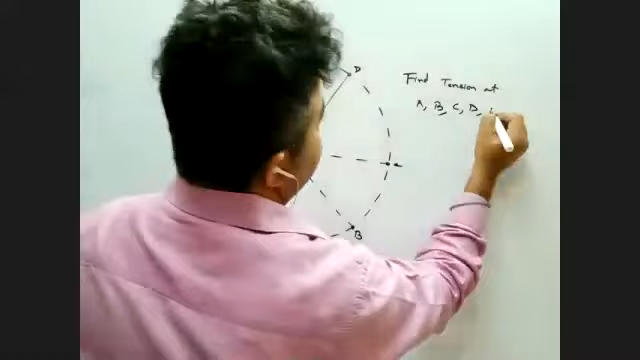 D
Find Tension at
A, B, C, D,
B